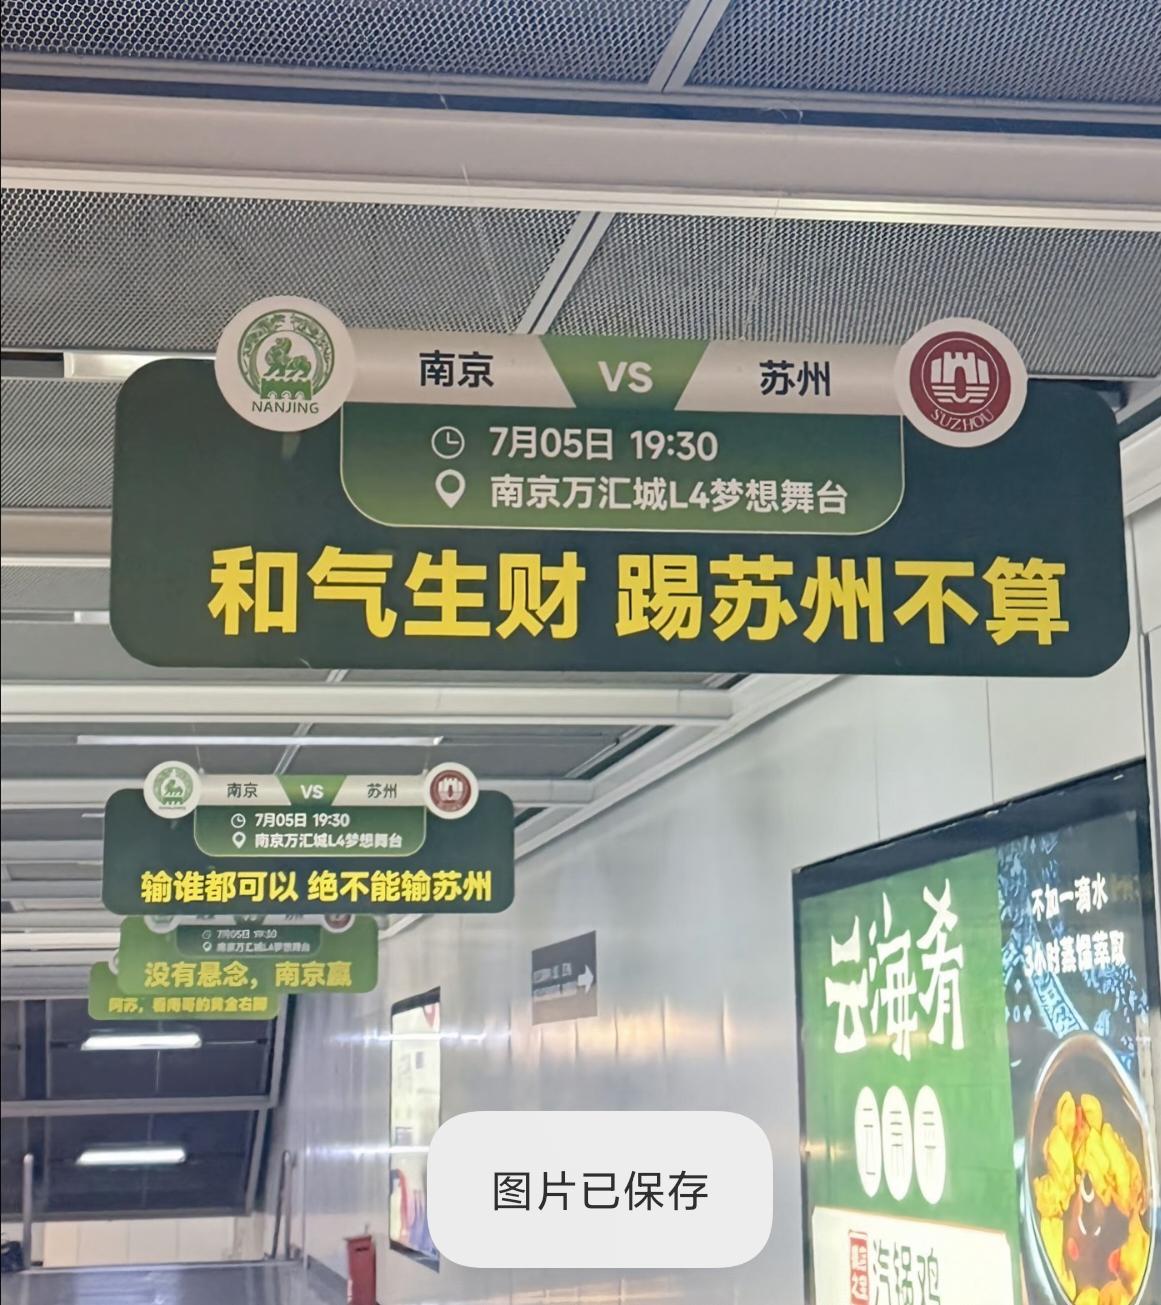 南京 VS 苏州
NANJING
SUZHOU
7月05日 19:30
南京万汇城L4梦想舞台
和气生财 踢苏州不算
南京 VS 苏州
7月05日 19:30
南京万汇城L4梦想舞台
输谁都可以 绝不能输苏州
7月05日 19:30
南京万汇城L4梦想舞台
没有悬念，南京赢
阿苏，看南哥的黄金右脚
云海肴
不加一滴水
3小时蒸馏萃取
汽锅鸡
图片已保存